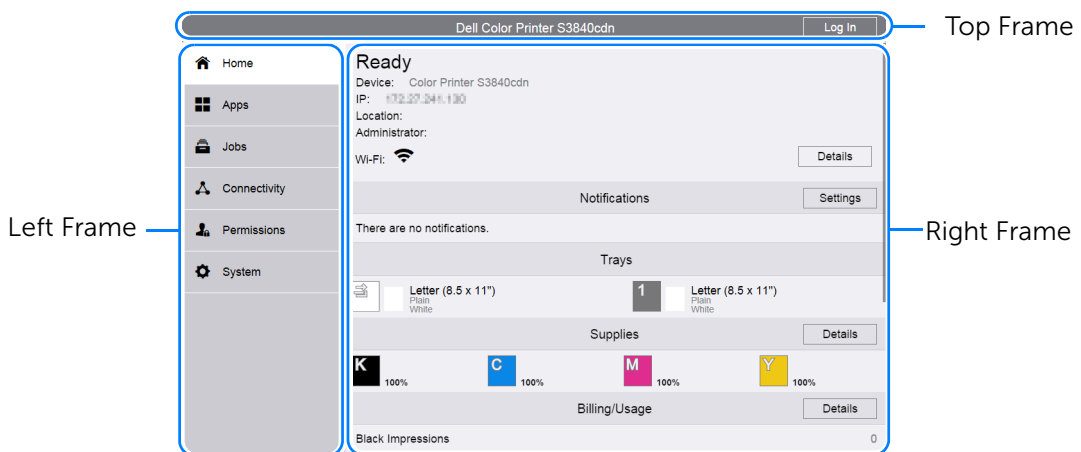 Dell Color Printer S3840cdn
Log In
Top Frame
Left Frame
Home
Apps
Jobs
Connectivity
Permissions
System
Right Frame
Ready
Device: Color Printer S3840cdn
IP:
Location:
Administrator:
Wi-Fi:
Details
Notifications
Settings
There are no notifications.
Trays
Letter (8.5 x 11")
Plain
White
1
Letter (8.5 x 11")
Plain
White
Supplies
Details
K 100%
C 100%
M 100%
Y 100%
Billing/Usage
Details
Black Impressions 0